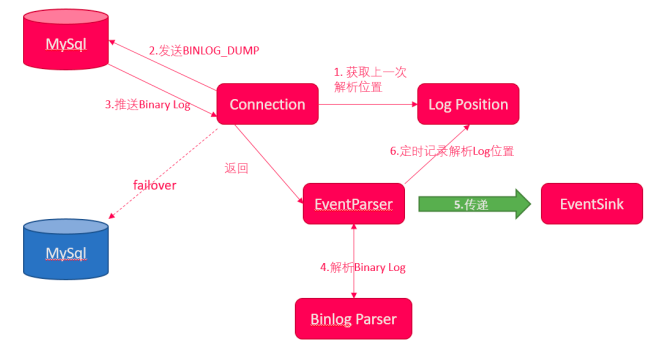 MySql
2.发送BINLOG_DUMP
3.推送Binary Log
Connection
1. 获取上一次
解析位置
Log Position
6.定时记录解析Log位置
返回
failover
EventParser
5.传递
EventSink
MySql
4.解析Binary Log
Binlog Parser